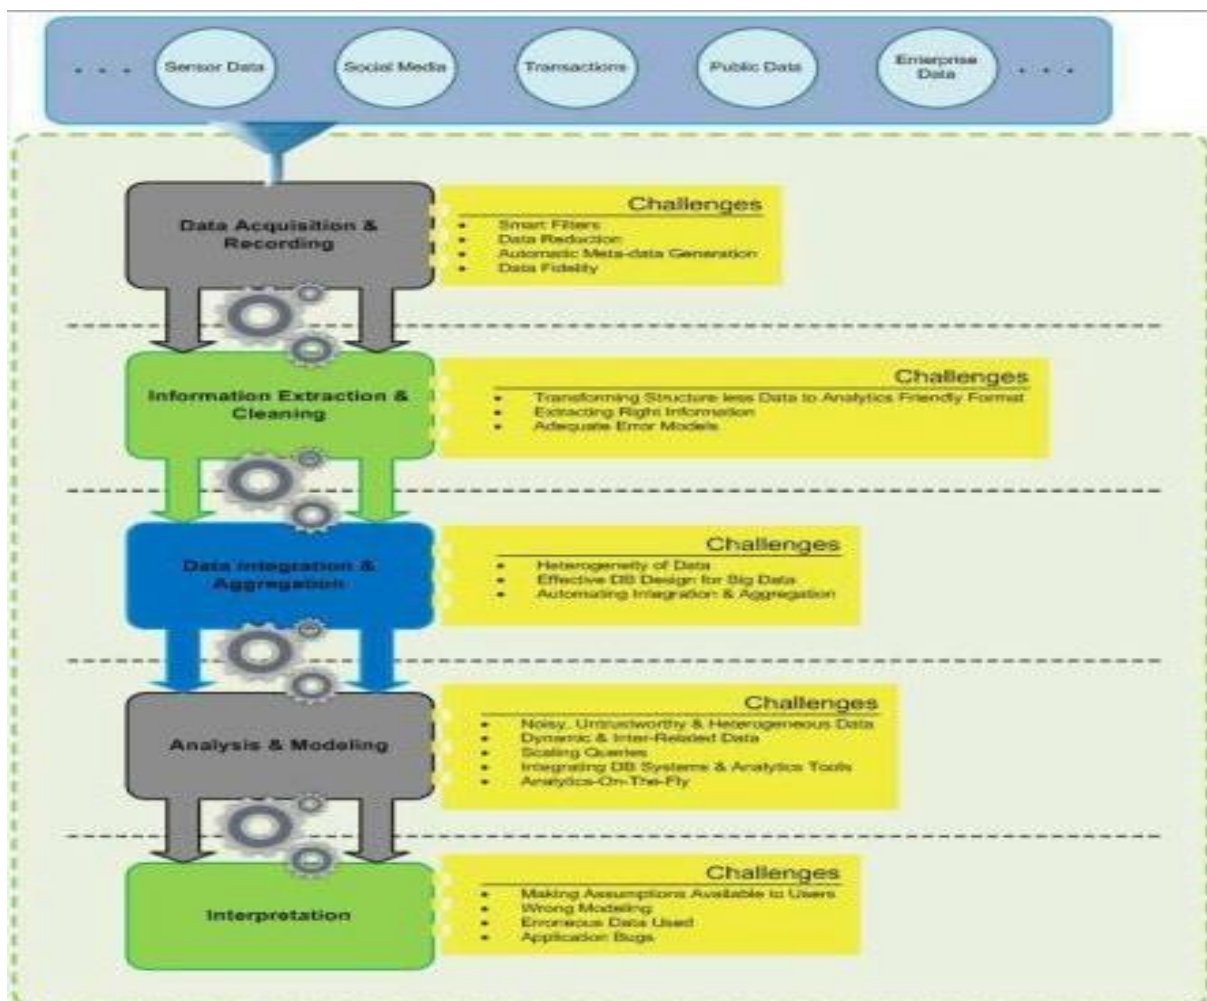 . . . Sensor Data Social Media Transactions Public Data Enterprise Data . . .
Data Acquisition &
Recording
Challenges
• Smart Filters
• Data Reduction
• Automatic Meta-data Generation
• Data Fidelity
Information Extraction &
Cleaning
Challenges
• Transforming Structure less Data to Analytics Friendly Format
• Extracting Right Information
• Adequate Error Models
Data Integration &
Aggregation
Challenges
• Heterogeneity of Data
• Effective DB Design for Big Data
• Automating Integration & Aggregation
Analysis & Modeling
Challenges
• Noisy, Untrustworthy & Heterogeneous Data
• Dynamic & Inter-Related Data
• Scaling Queries
• Integrating DB Systems & Analytics Tools
• Analytics-On-The-Fly
Interpretation
Challenges
• Making Assumptions Available to Users
• Wrong Modeling
• Erroneous Data Used
• Application Bugs